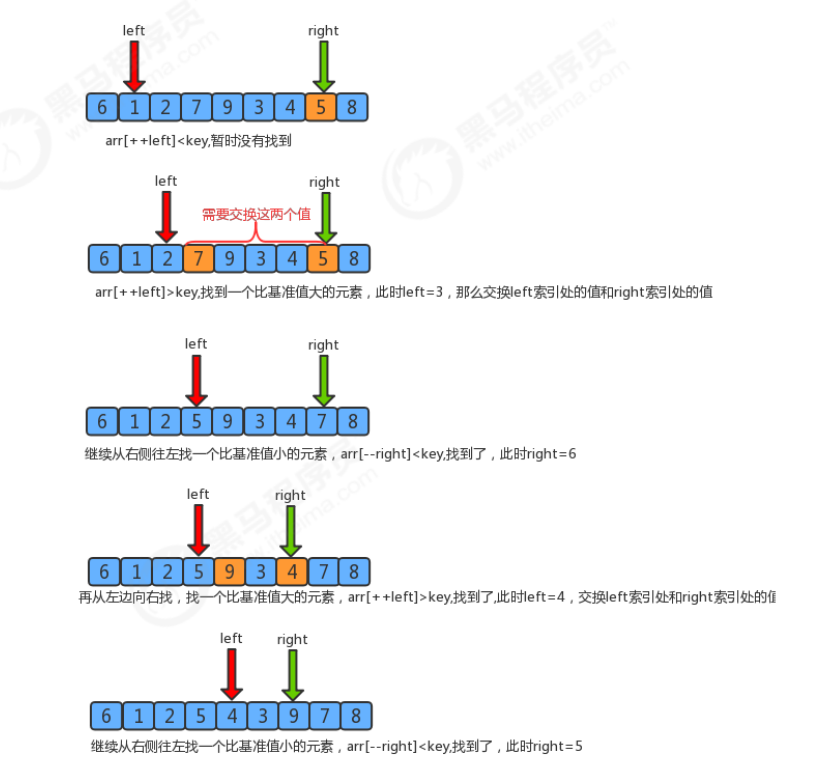 left right
6 1 2 7 9 3 4 5 8
arr[++left]<key,暂时没有找到
left right
需要交换这两个值
6 1 2 7 9 3 4 5 8
arr[++left]>key,找到一个比基准值大的元素，此时left=3，那么交换left索引处的值和right索引处的值
left right
6 1 2 5 9 3 4 7 8
继续从右侧往左找一个比基准值小的元素，arr[--right]<key,找到了，此时right=6
left right
6 1 2 5 9 3 4 7 8
再从左边向右找，找一个比基准值大的元素，arr[++left]>key,找到了,此时left=4，交换left索引处和right索引处的
left right
6 1 2 5 4 3 9 7 8
继续从右侧往左找一个比基准值小的元素，arr[--right]<key,找到了，此时right=5
黑马程序员
www.itheima.com